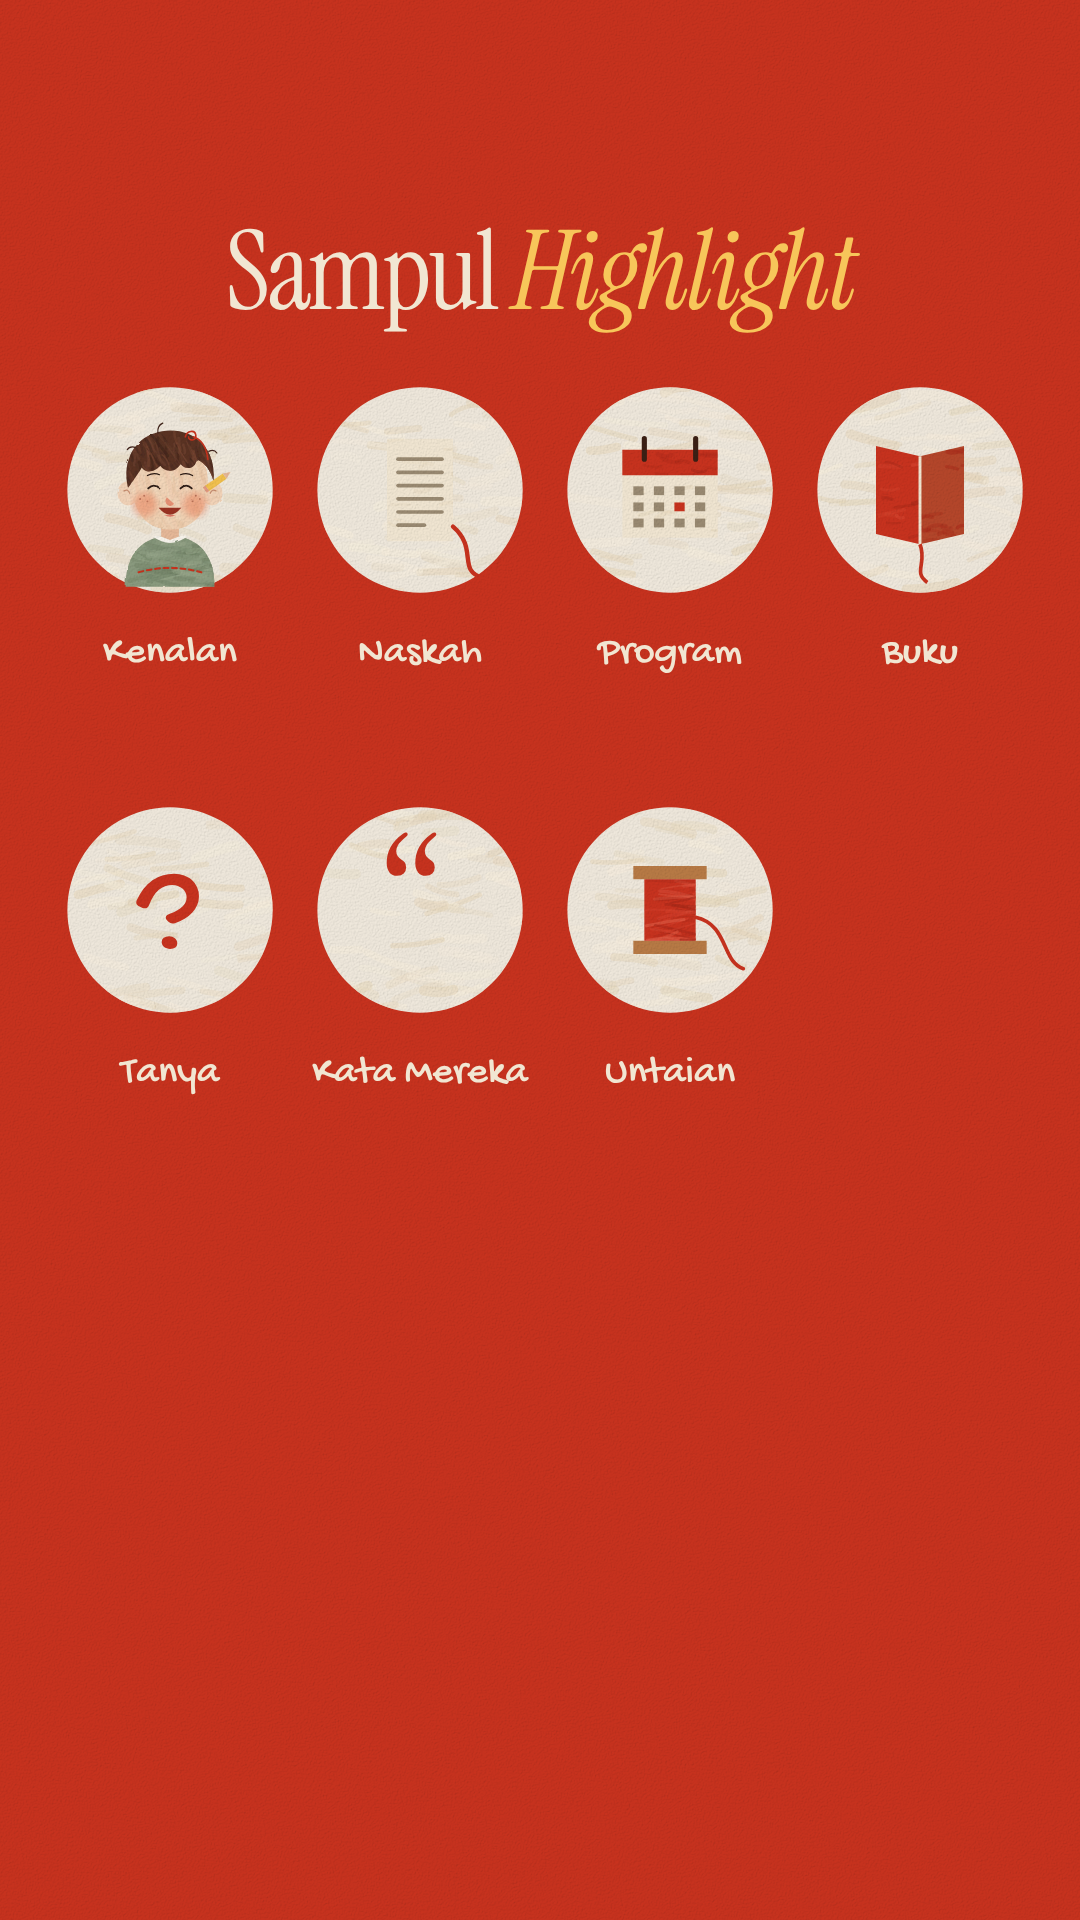 Sampul Highlight
Kenalan
Naskah
Program
Buku
?
“
Tanya
Kata Mereka
Untaian